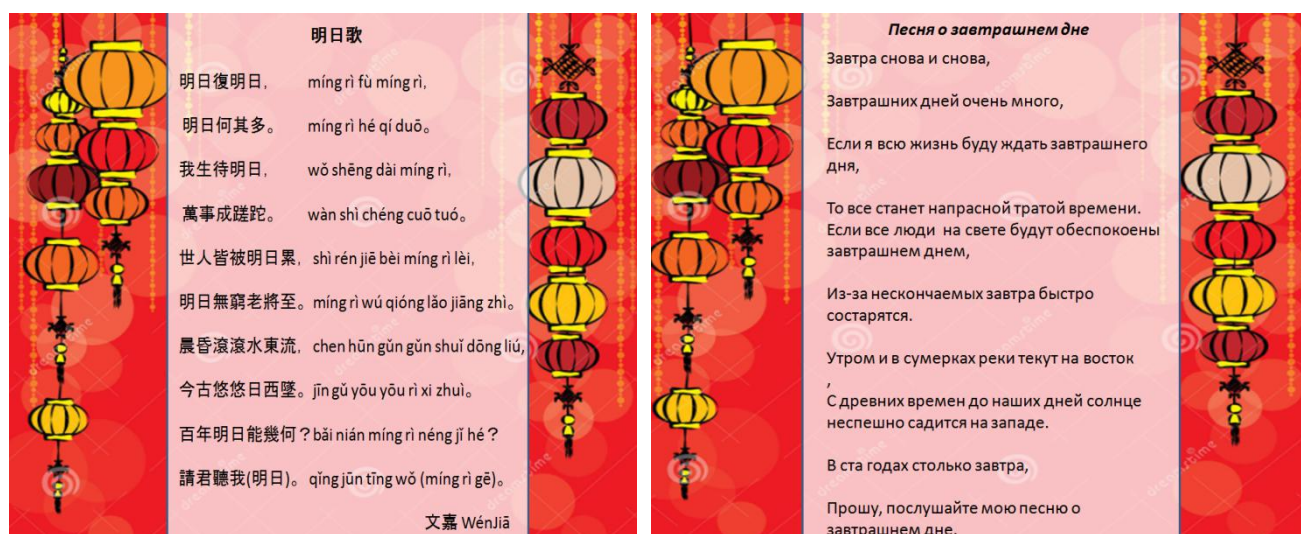 明日歌
明日復明日， míng rì fù míng rì,
明日何其多。 míng rì hé qí duō。
我生待明日， wǒ shēng dài míng rì,
萬事成蹉跎。 wàn shì chéng cuō tuó。
世人皆被明日累， shì rén jiē bèi míng rì lèi,
明日無窮老將至。 míng rì wú qióng lǎo jiāng zhì。
晨昏滾滾水東流， chen hūn gǔn gǔn shuǐ dōng liú,
今古悠悠日西墜。 jīn gǔ yōu yōu rì xi zhuì。
百年明日能幾何？ bǎi nián míng rì néng jǐ hé？
請君聽我(明日)。 qǐng jūn tīng wǒ (míng rì gē)。
文嘉 WénJiā
Песня о завтрашнем дне
Завтра снова и снова,
Завтрашних дней очень много,
Если я всю жизнь буду ждать завтрашнего
дня,
То все станет напрасной тратой времени.
Если все люди на свете будут обеспокоены
завтрашнем днем,
Из-за нескончаемых завтра быстро
состарятся.
Утром и в сумерках реки текут на восток
,
С древних времен до наших дней солнце
неспешно садится на западе.
В ста годах столько завтра,
Прошу, послушайте мою песню о
завтрашнем дне.